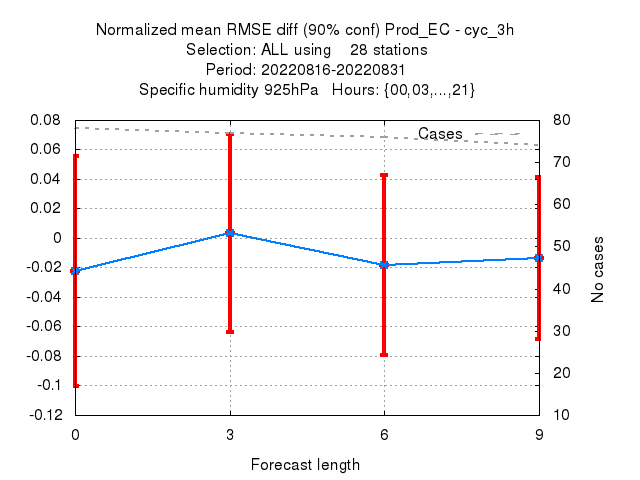 Normalized mean RMSE diff (90% conf) Prod_EC - cyc_3h
Selection: ALL using    28 stations
Period: 20220816-20220831
Specific humidity 925hPa   Hours: {00,03,...,21}
Cases
0.08
0.06
0.04
0.02
0
-0.02
-0.04
-0.06
-0.08
-0.1
-0.12
80
70
60
50
40
30
20
10
No cases
0 3 6 9
Forecast length